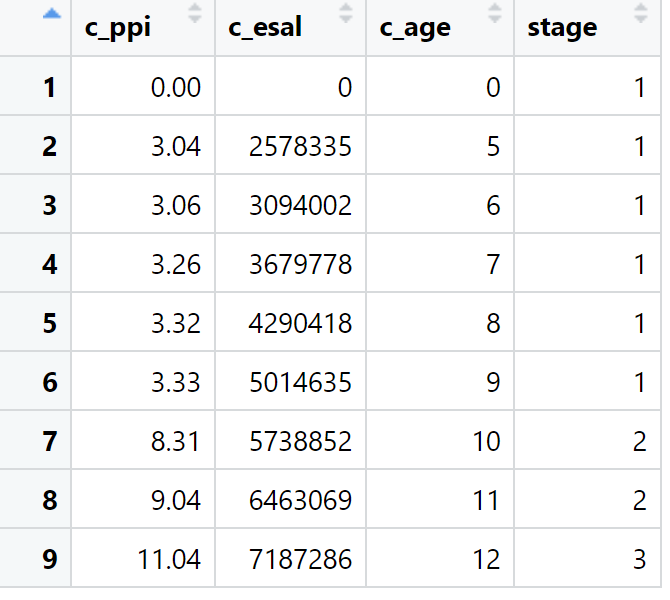 c_ppi c_esal c_age stage
1 0.00 0 0 1
2 3.04 2578335 5 1
3 3.06 3094002 6 1
4 3.26 3679778 7 1
5 3.32 4290418 8 1
6 3.33 5014635 9 1
7 8.31 5738852 10 2
8 9.04 6463069 11 2
9 11.04 7187286 12 3